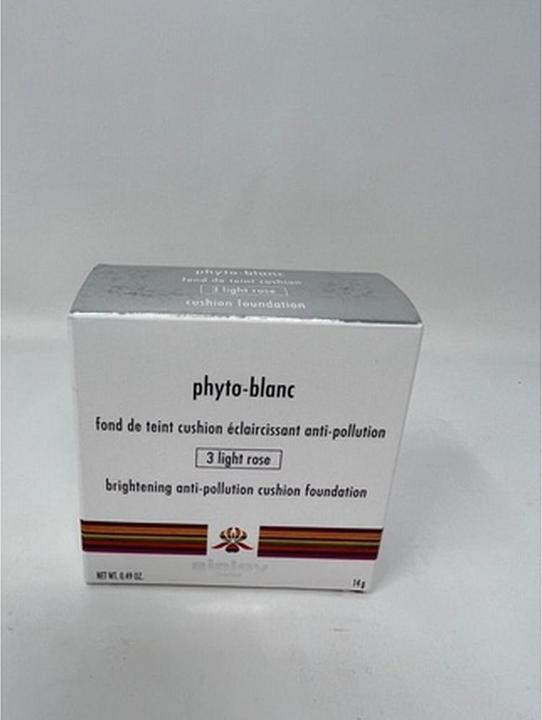 phyto-blanc
fond de teint cushion
3 light rose
cushion foundation
phyto-blanc
fond de teint cushion éclaircissant anti-pollution
3 light rose
brightening anti-pollution cushion foundation
sisley
NET WT. 0.49 OZ. 14g